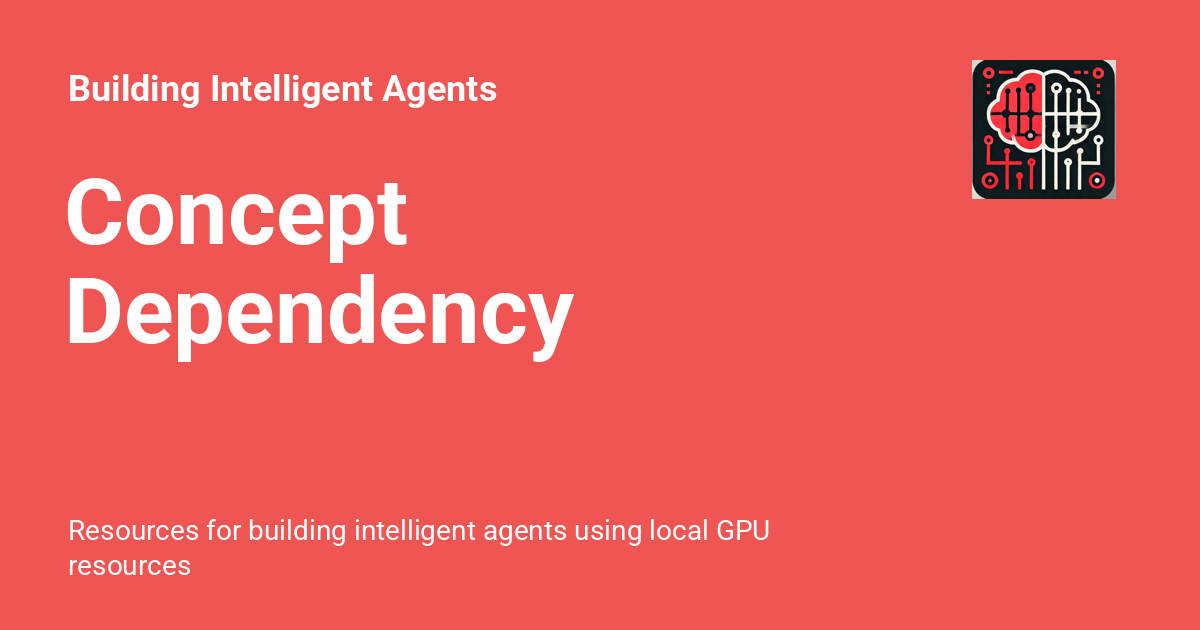 Building Intelligent Agents
Concept
Dependency
Resources for building intelligent agents using local GPU
resources